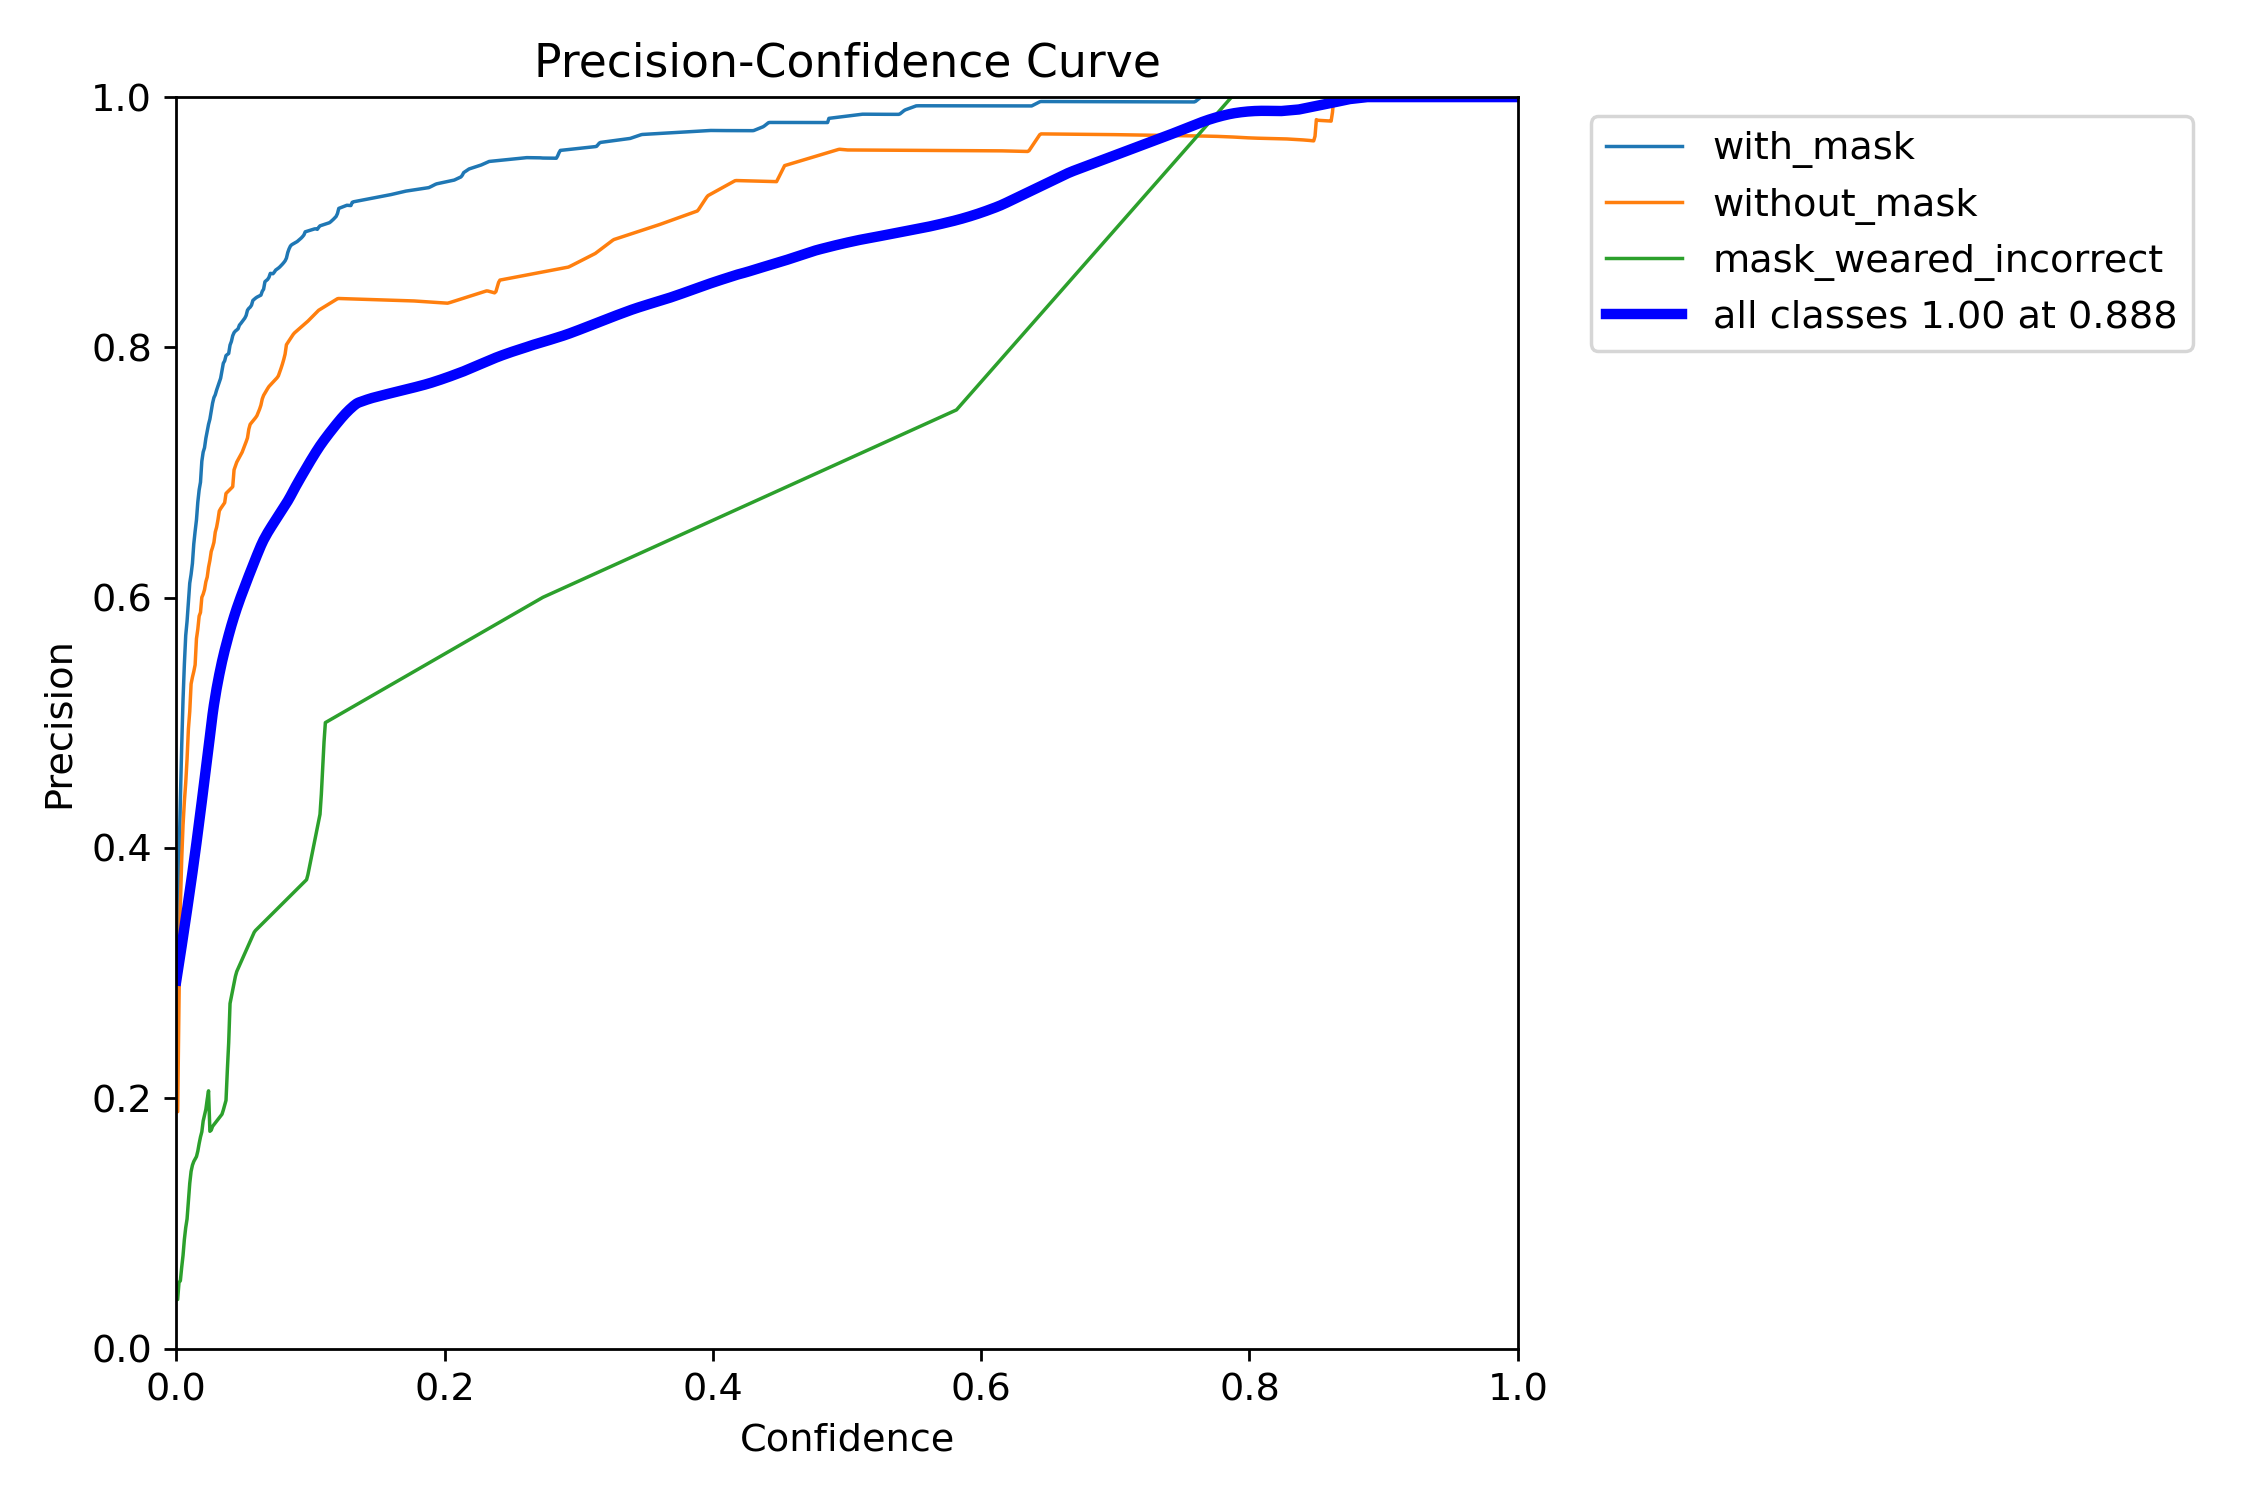 Precision-Confidence Curve
1.0
0.8
0.6
0.4
0.2
0.0
Precision
0.0 0.2 0.4 0.6 0.8 1.0
Confidence
with_mask
without_mask
mask_weared_incorrect
all classes 1.00 at 0.888